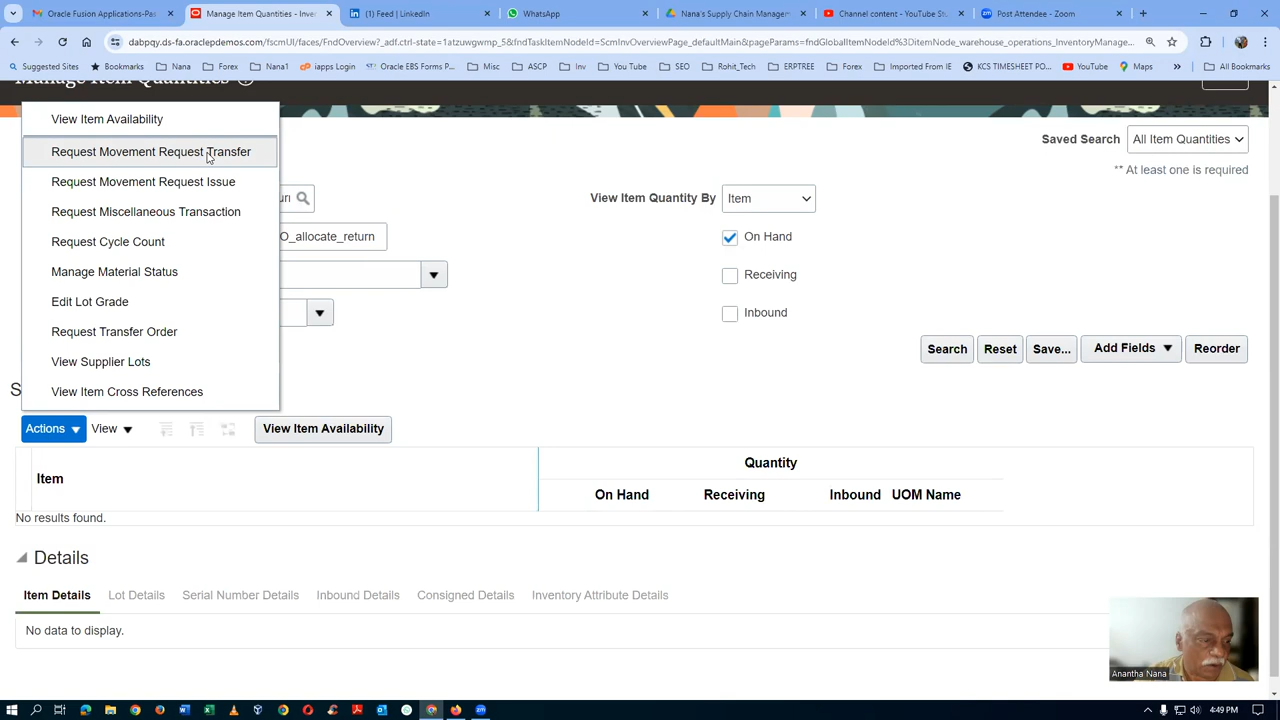 Oracle Fusion Applications-Pas
Manage Item Quantities - Inven
(1) Feed | LinkedIn
WhatsApp
Nana's Supply Chain Managem
Channel content - YouTube Stu
Post Attendee - Zoom
dabpqy.ds-fa.oraclepdemos.com/fscmUI/faces/FndOverview?_adf.ctrl-state=1atzuwgwmp_5&fndTaskItemNodeId=ScmInvOverviewPage_defaultMain&pageParams=fndGlobalItemNodeId%3DitemNode_warehouse_operations_InventoryManage...
Suggested Sites
Bookmarks
Nana
Forex
Nana1
iapps Login
Oracle EBS Forms P...
Misc
ASCP
Inv
You Tube
SEO
Rohit_Tech
ERPTREE
Forex
Imported From IE
KCS TIMESHEET PO...
YouTube
Maps
All Bookmarks
Manage Item Quantities
View Item Availability
Request Movement Request Transfer
Request Movement Request Issue
Request Miscellaneous Transaction
Request Cycle Count
Manage Material Status
Edit Lot Grade
Request Transfer Order
View Supplier Lots
View Item Cross References
Saved Search All Item Quantities
** At least one is required
View Item Quantity By Item
O_allocate_return
On Hand
Receiving
Inbound
Search Reset Save... Add Fields Reorder
S
Actions View View Item Availability
Item
Quantity
On Hand Receiving Inbound UOM Name
No results found.
Details
Item Details Lot Details Serial Number Details Inbound Details Consigned Details Inventory Attribute Details
No data to display.
Anantha Nana
4:49 PM